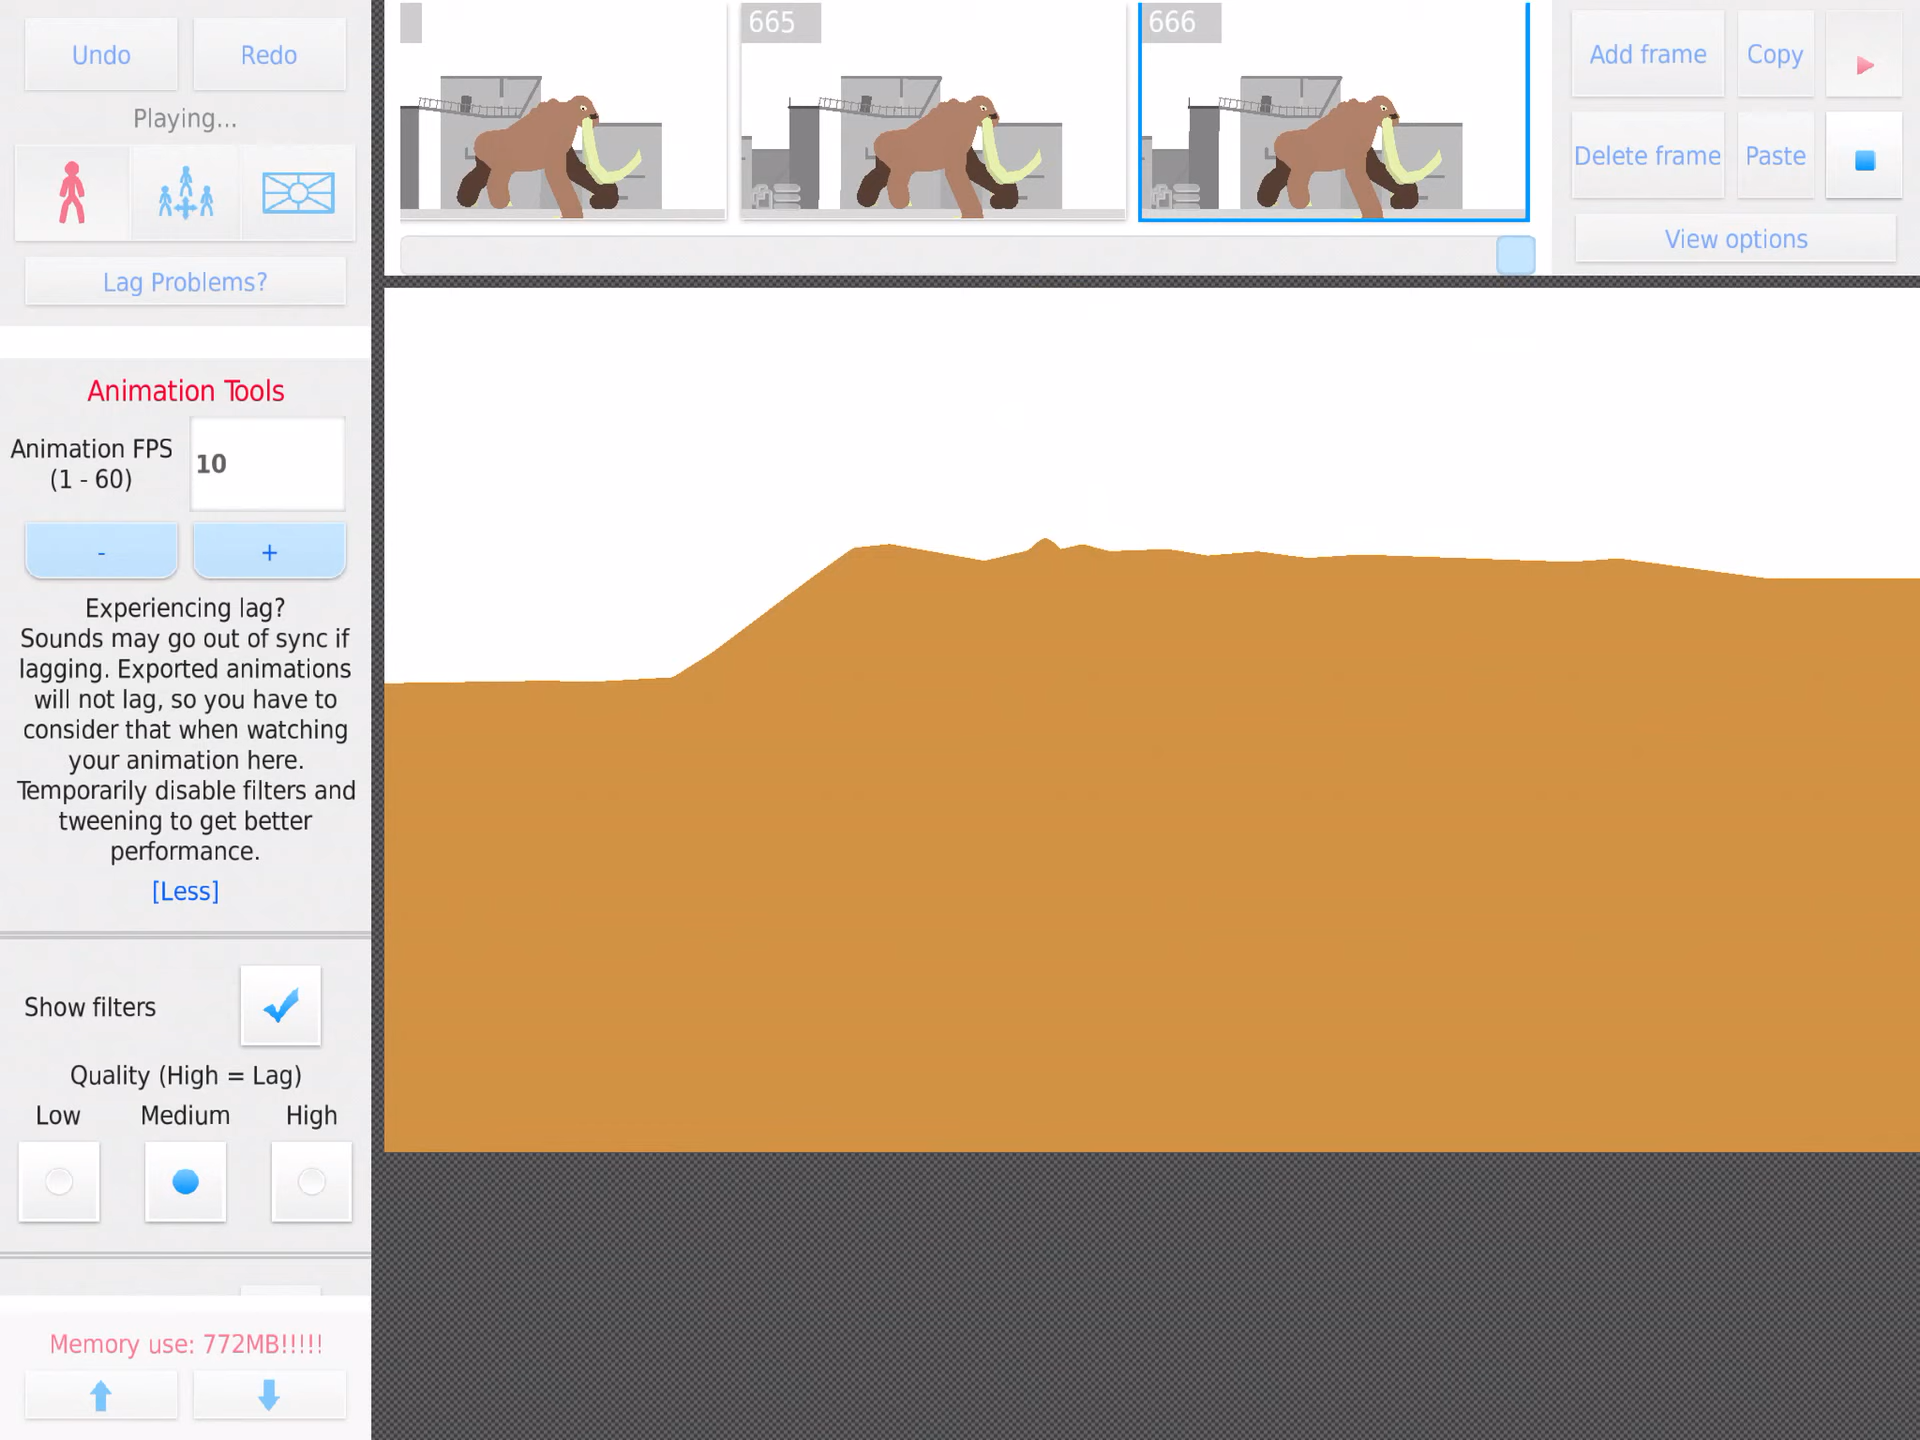 Undo
Redo
Playing...
Lag Problems?
665
666
Add frame
Copy
Delete frame
Paste
View options
Animation Tools
Animation FPS
(1 - 60)
10
-
+
Experiencing lag?
Sounds may go out of sync if
lagging. Exported animations
will not lag, so you have to
consider that when watching
your animation here.
Temporarily disable filters and
tweening to get better
performance.
[Less]
Show filters
Quality (High = Lag)
Low
Medium
High
Memory use: 772MB!!!!!